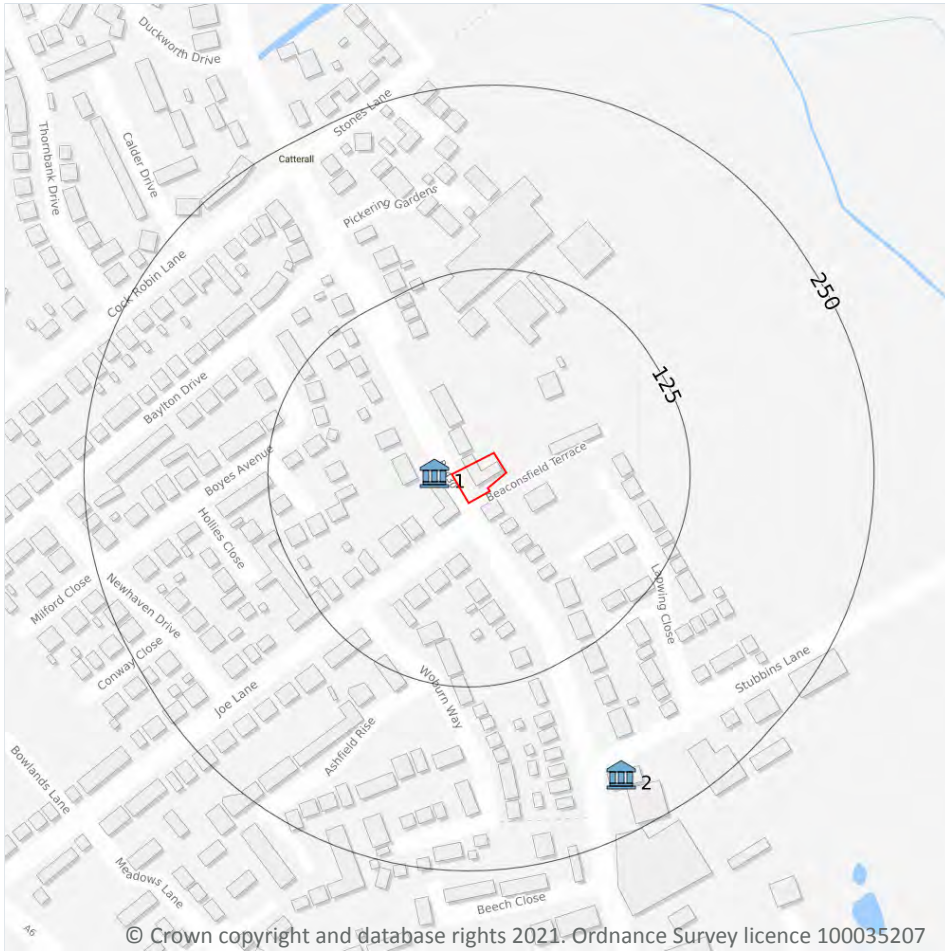 Duckworth Drive
Thornbank Drive
Calder Drive
Stones Lane
Catterall
Pickering Gardens
Cock Robin Lane
250
125
Baylton Drive
Boyes Avenue
1
Beaconsfield Terrace
Hollies Close
Milford Close
Newhaven Drive
Lapwing Close
Conway Close
Joe Lane
Woburn Way
Stubbins Lane
Ashfield Rise
Bowlands Lane
2
Meadows Lane
Beech Close
A6
© Crown copyright and database rights 2021. Ordnance Survey licence 100035207